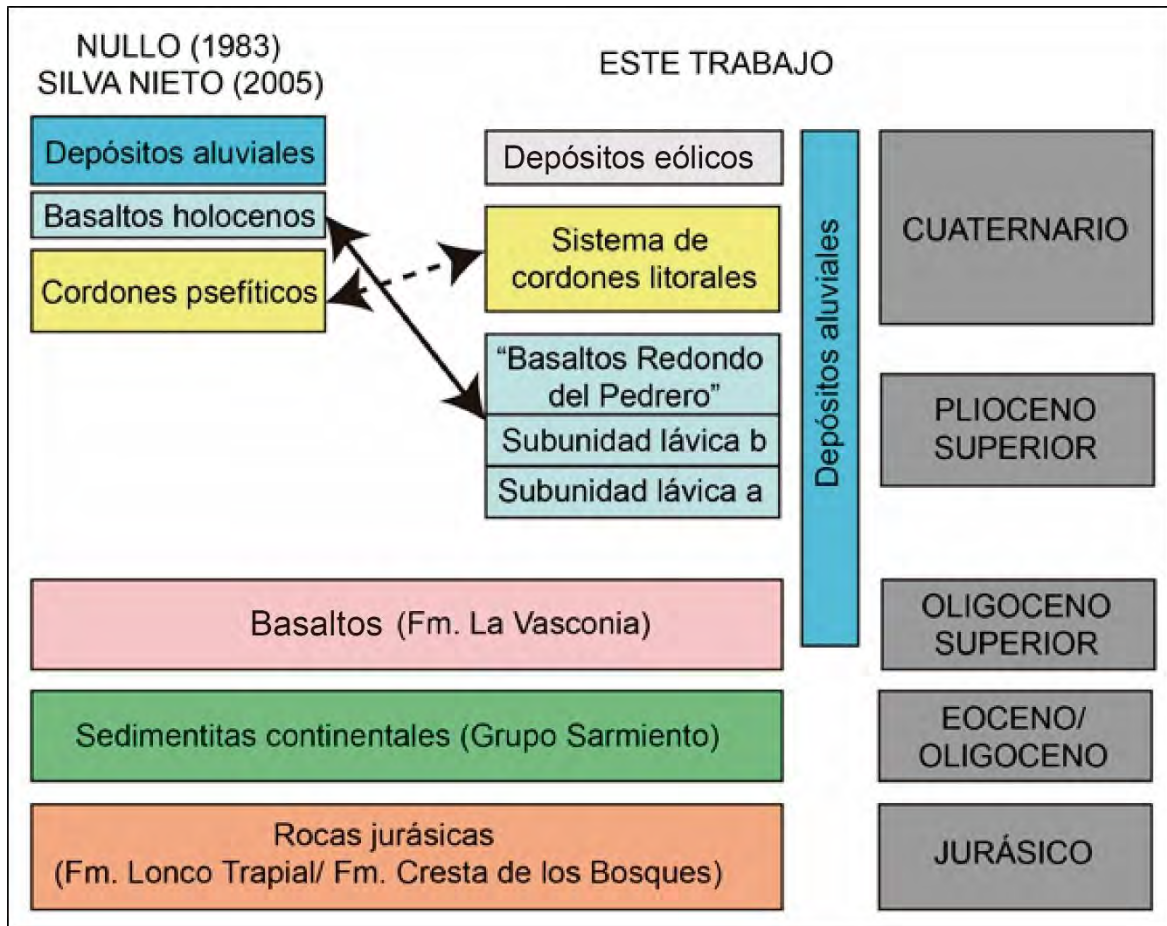 NULLO (1983)
SILVA NIETO (2005)
ESTE TRABAJO
Depósitos aluviales
Basaltos holocenos
Cordones psefíticos
Depósitos eólicos
Sistema de
cordones litorales
“Basaltos Redondo
del Pedrero”
Subunidad lávica b
Subunidad lávica a
Depósitos aluviales
CUATERNARIO
PLIOCENO
SUPERIOR
Basaltos (Fm. La Vasconia)
OLIGOCENO
SUPERIOR
Sedimentitas continentales (Grupo Sarmiento)
EOCENO/
OLIGOCENO
Rocas jurásicas
(Fm. Lonco Trapial/ Fm. Cresta de los Bosques)
JURÁSICO